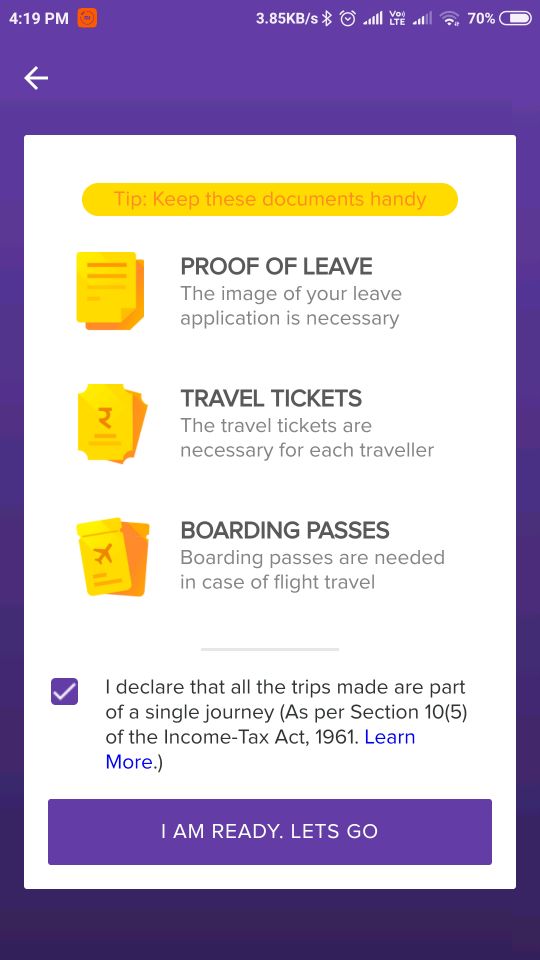 4:19 PM 3.85KB/s Vo) LTE 70%
Tip: Keep these documents handy
PROOF OF LEAVE
The image of your leave
application is necessary
₹
TRAVEL TICKETS
The travel tickets are
necessary for each traveller
BOARDING PASSES
Boarding passes are needed
in case of flight travel
I declare that all the trips made are part
of a single journey (As per Section 10(5)
of the Income-Tax Act, 1961. Learn
More.)
I AM READY. LETS GO